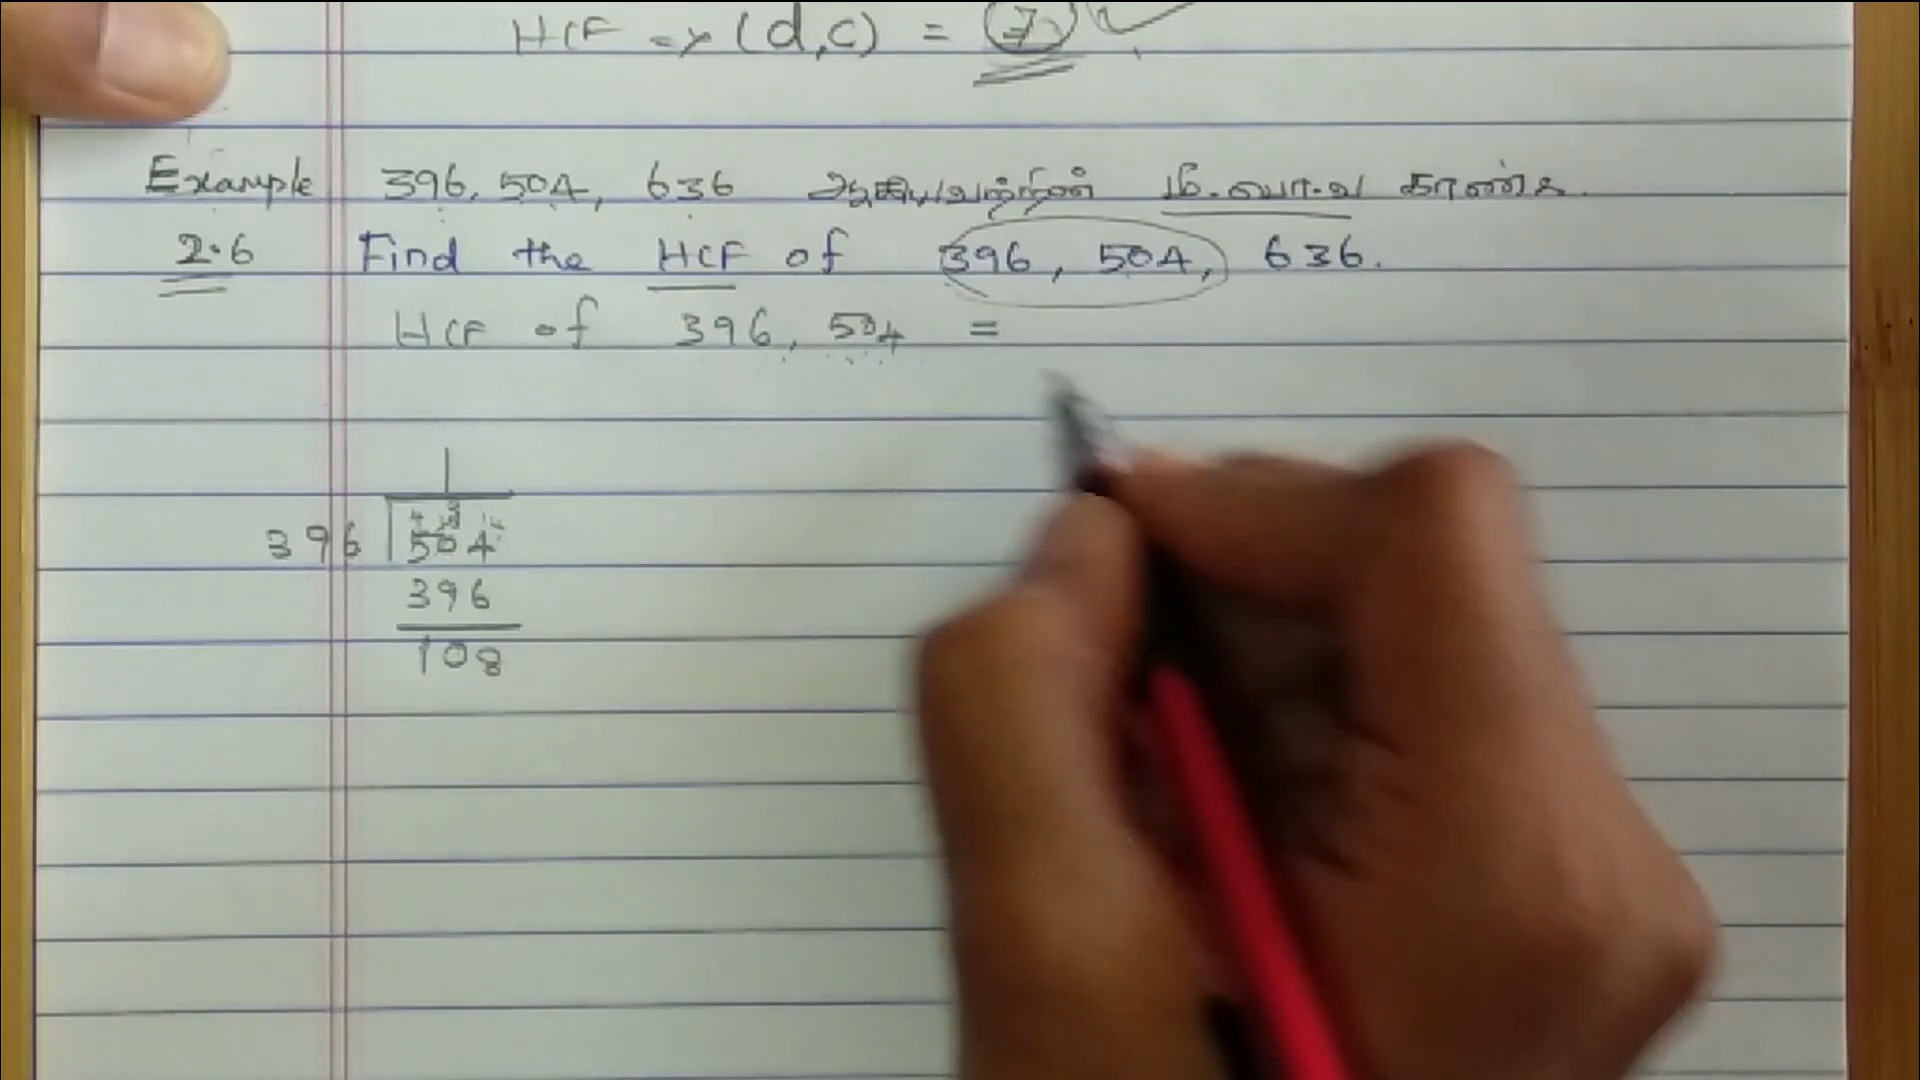 HCF => (d,c) = 7
Example 396, 504, 636 ஆகியவற்றின் மீ.பொ.வ காண்க.
2.6 Find the HCF of 396, 504, 636.
HCF of 396, 504 =
1
396 504
396
108